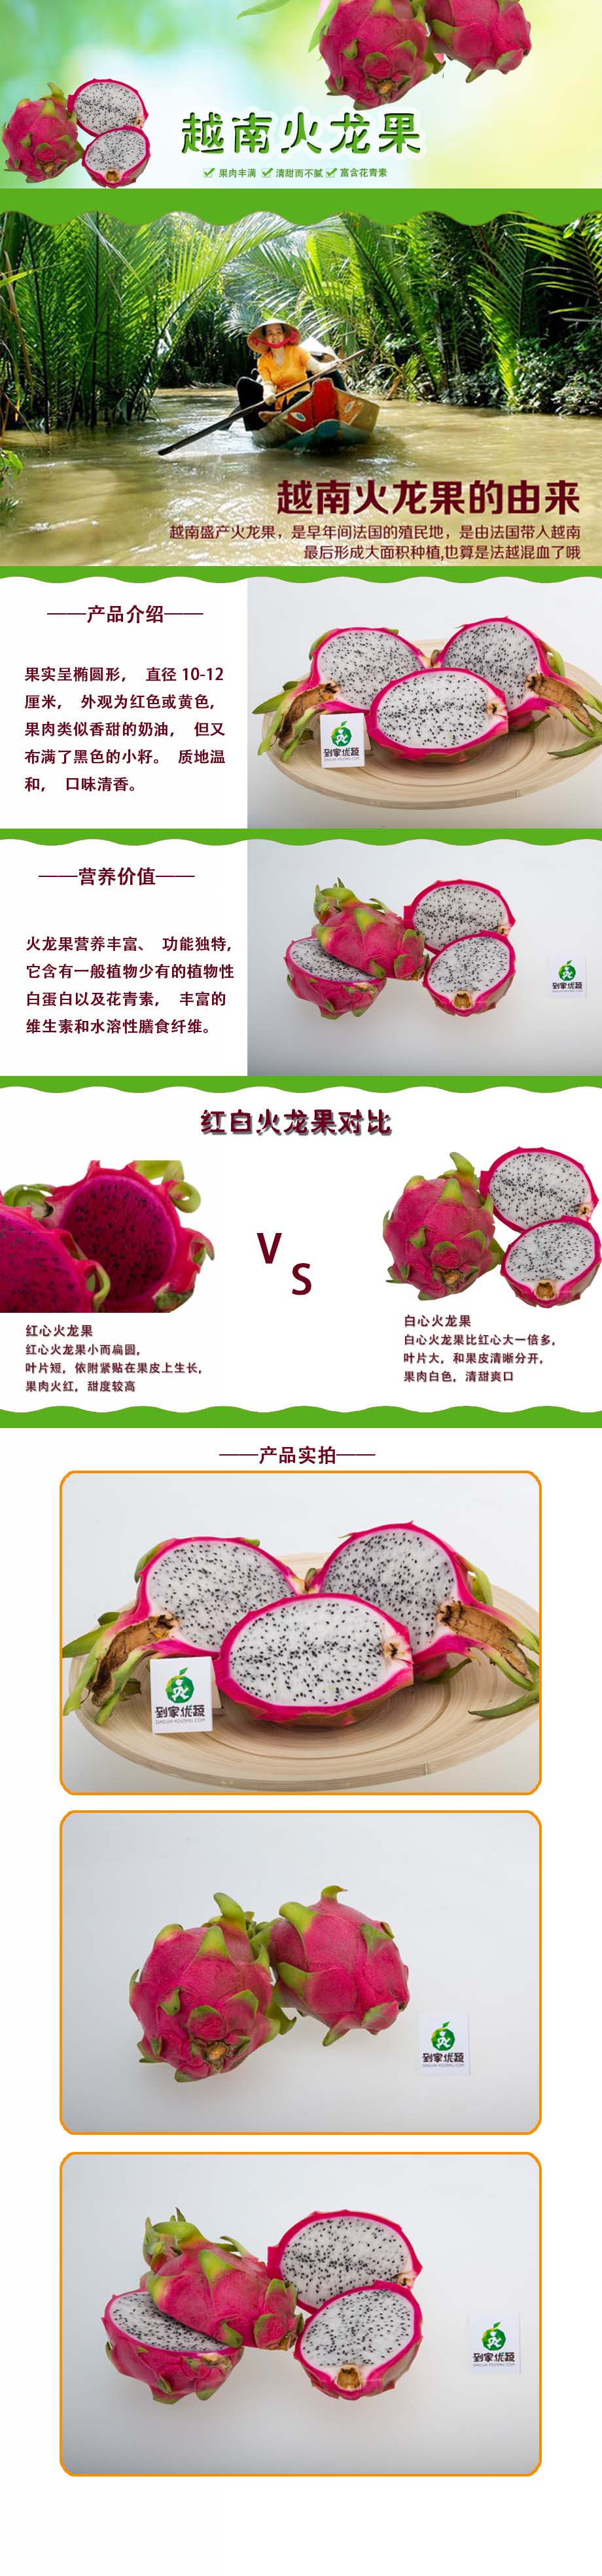 越南火龙果
果肉丰满 清甜而不腻 富含花青素
越南火龙果的由来
越南盛产火龙果，是早年间法国的殖民地，是由法国带入越南
最后形成大面积种植,也算是法越混血了哦
——产品介绍——
果实呈椭圆形， 直径 10-12
厘米， 外观为红色或黄色，
果肉类似香甜的奶油， 但又
布满了黑色的小籽。 质地温
和， 口味清香。
到家优蔬
——营养价值——
火龙果营养丰富、 功能独特，
它含有一般植物少有的植物性
白蛋白以及花青素， 丰富的
维生素和水溶性膳食纤维。
到家优蔬
红白火龙果对比
VS
红心火龙果
红心火龙果小而扁圆，
叶片短，依附紧贴在果皮上生长，
果肉火红，甜度较高
白心火龙果
白心火龙果比红心大一倍多，
叶片大，和果皮清晰分开，
果肉白色，清甜爽口
——产品实拍——
到家优蔬
到家优蔬
到家优蔬